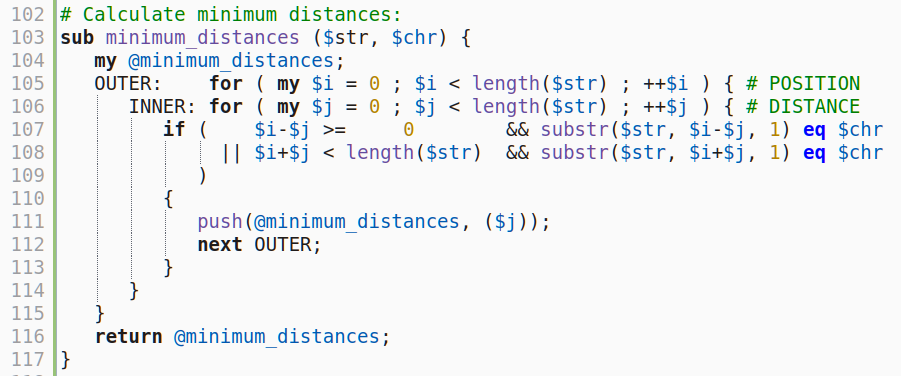 102 # Calculate minimum distances:
103 sub minimum_distances ($str, $chr) {
104    my @minimum_distances;
105    OUTER:    for ( my $i = 0 ; $i < length($str) ; ++$i ) { # POSITION
106       INNER: for ( my $j = 0 ; $j < length($str) ; ++$j ) { # DISTANCE
107          if (    $i-$j >=     0        && substr($str, $i-$j, 1) eq $chr
108               || $i+$j < length($str)  && substr($str, $i+$j, 1) eq $chr
109             )
110          {
111             push(@minimum_distances, ($j));
112             next OUTER;
113          }
114       }
115    }
116    return @minimum_distances;
117 }